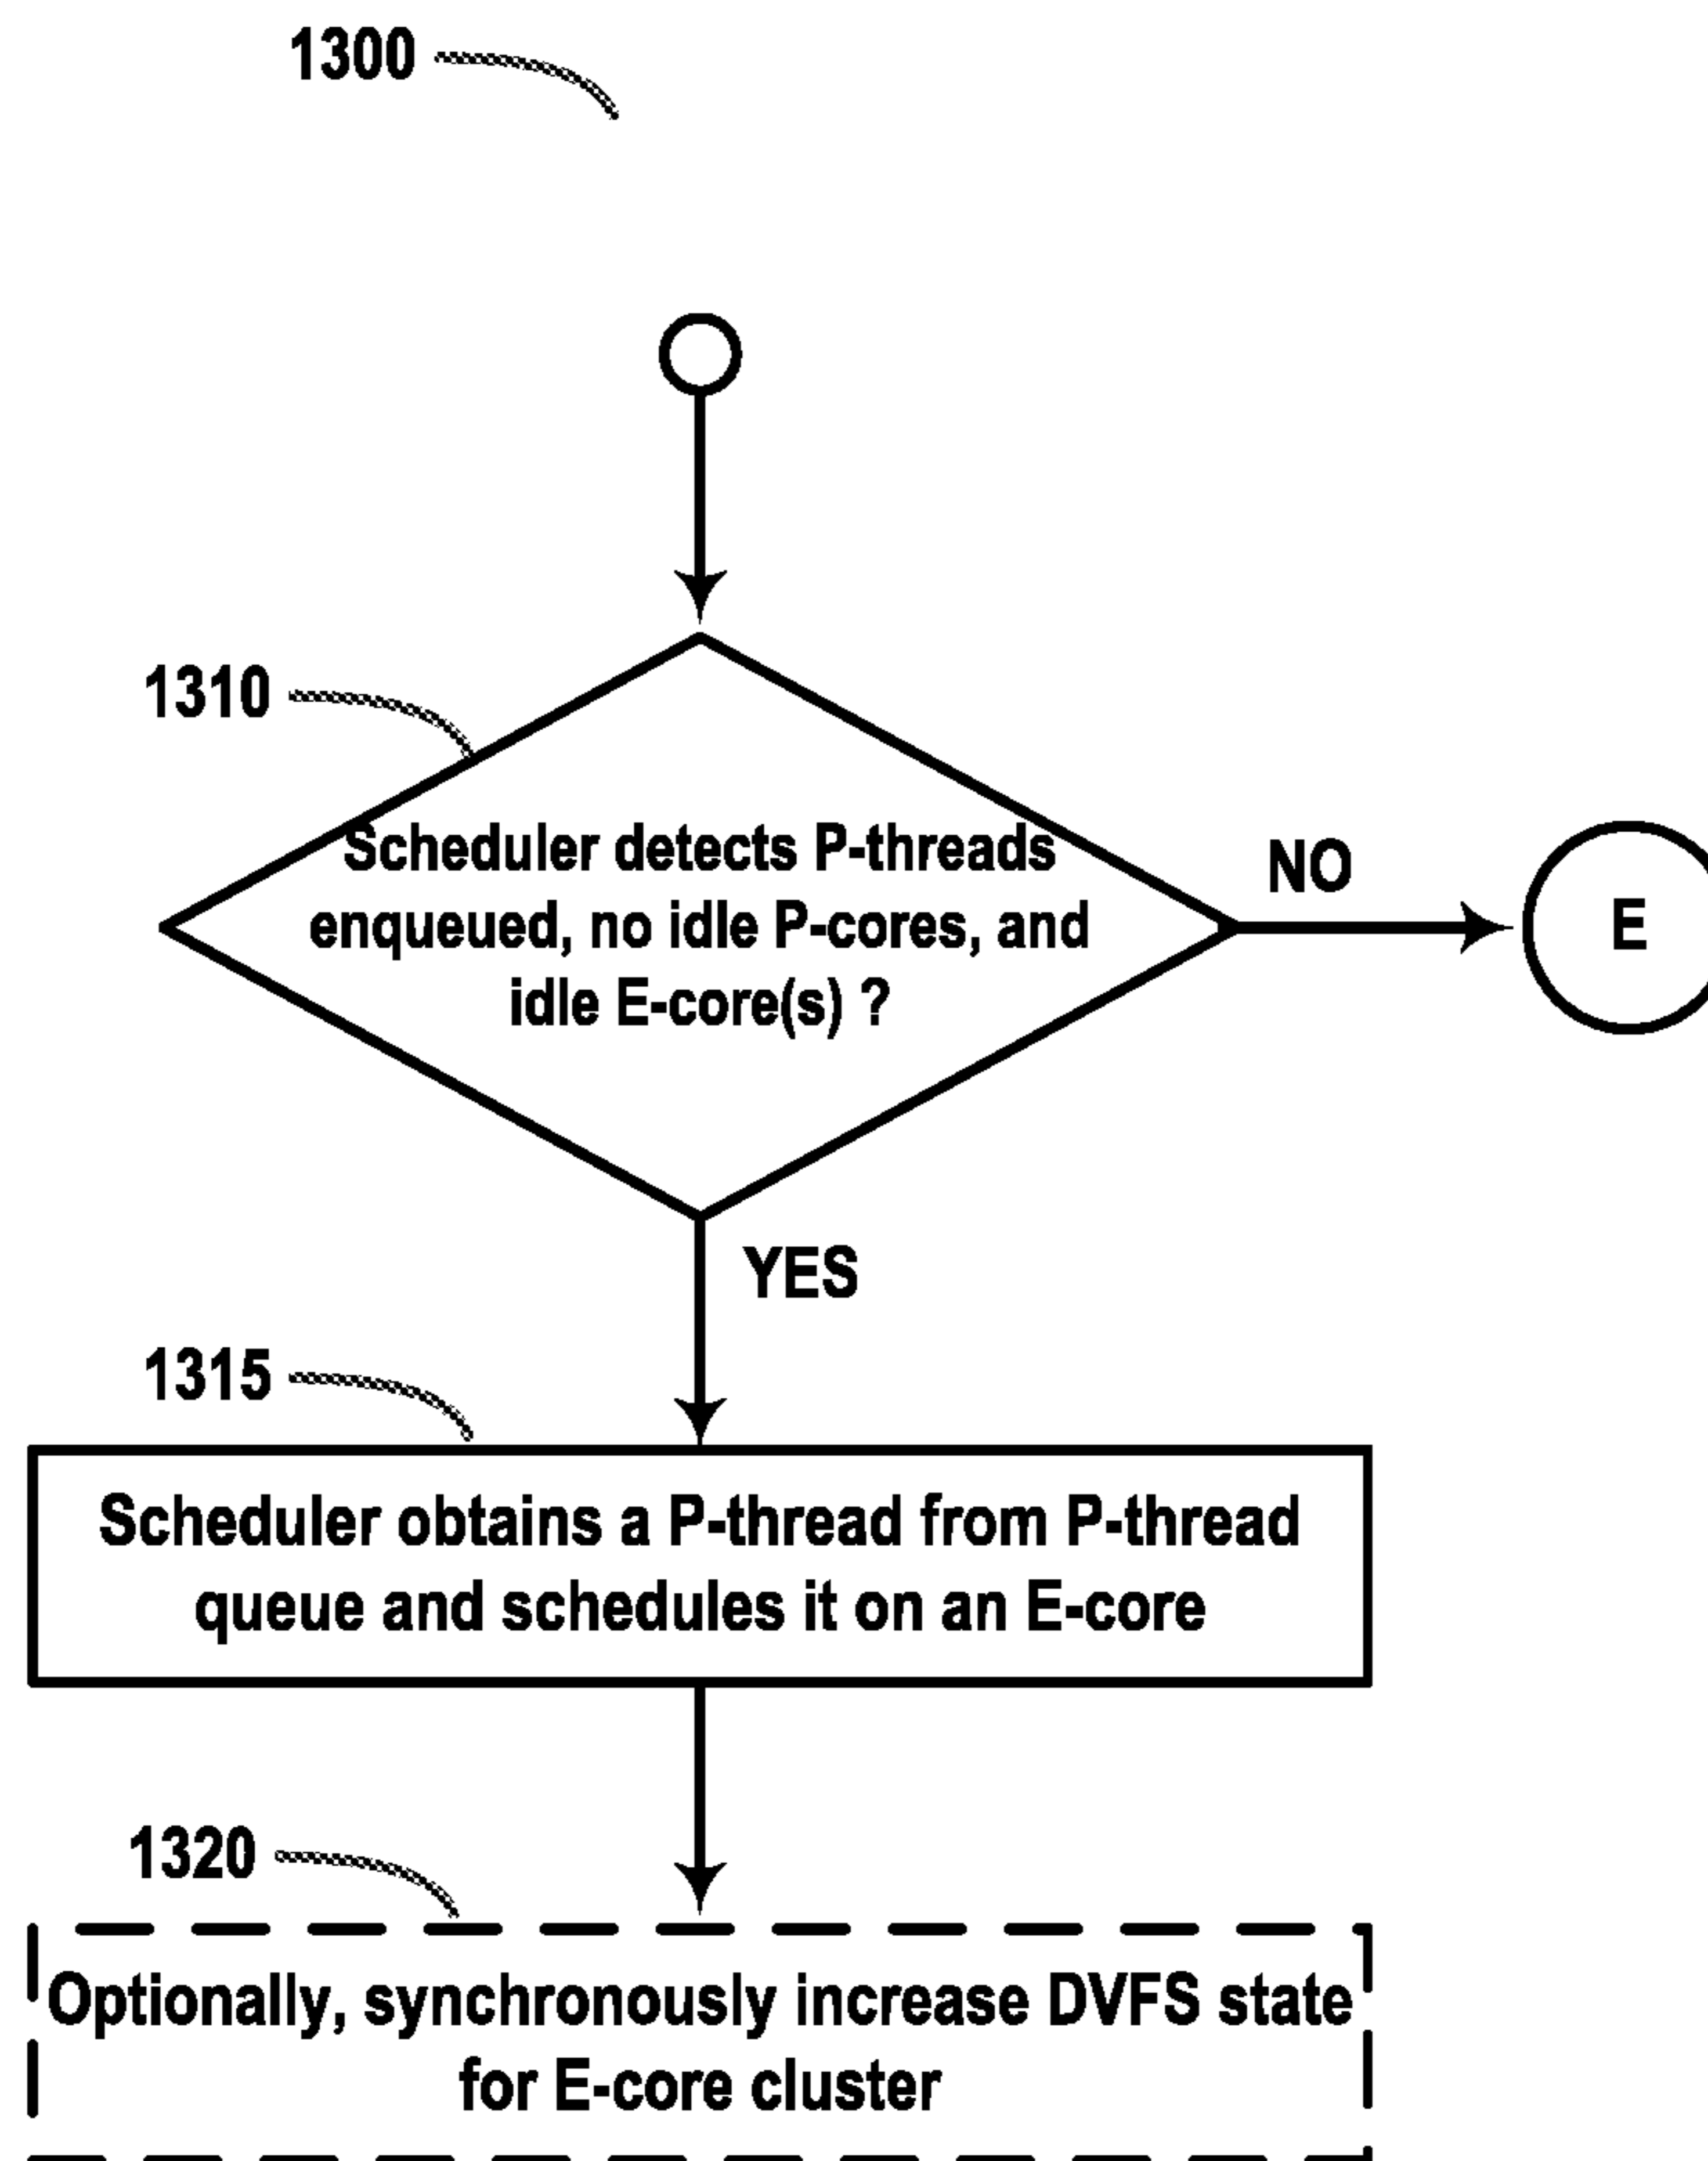 1300
1310
Scheduler detects P-threads
enqueued, no idle P-cores, and
idle E-core(s) ?
NO
E
YES
1315
Scheduler obtains a P-thread from P-thread
queue and schedules it on an E-core
1320
Optionally, synchronously increase DVFS state
for E-core cluster